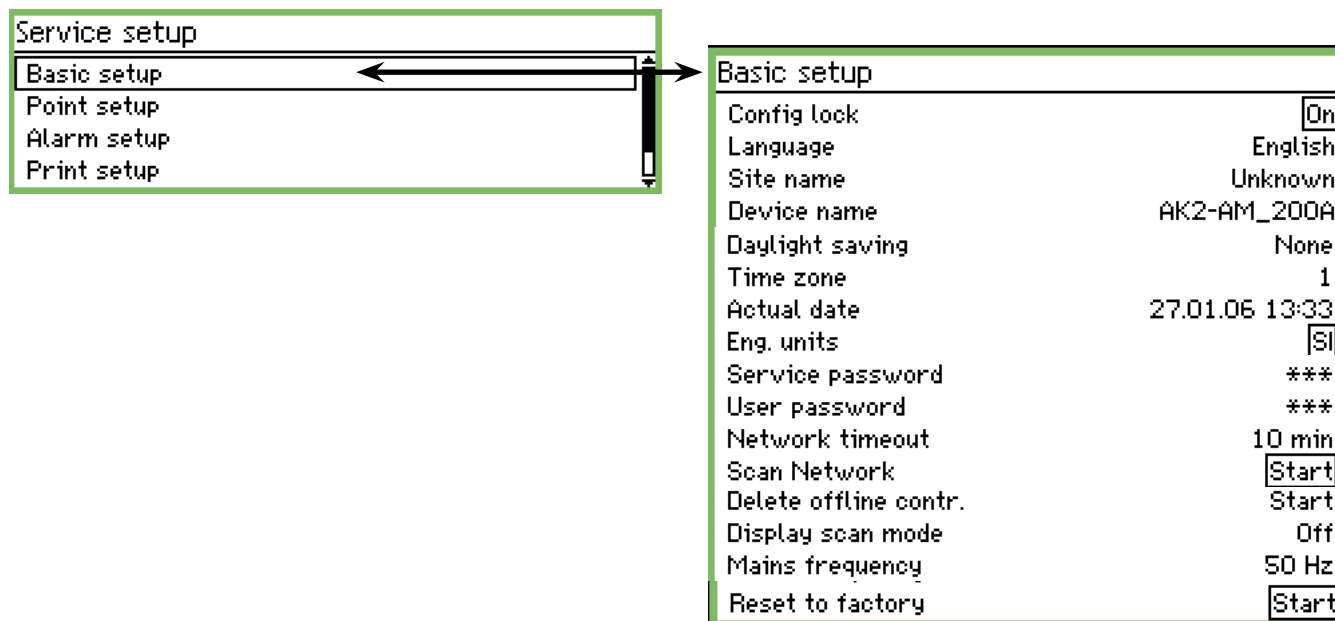 Service setup
Basic setup
Point setup
Alarm setup
Print setup
Basic setup
Config lock On
Language English
Site name Unknown
Device name AK2-AM_200A
Daylight saving None
Time zone 1
Actual date 27.01.06 13:33
Eng. units SI
Service password ***
User password ***
Network timeout 10 min
Scan Network Start
Delete offline contr. Start
Display scan mode Off
Mains frequency 50 Hz
Reset to factory Start